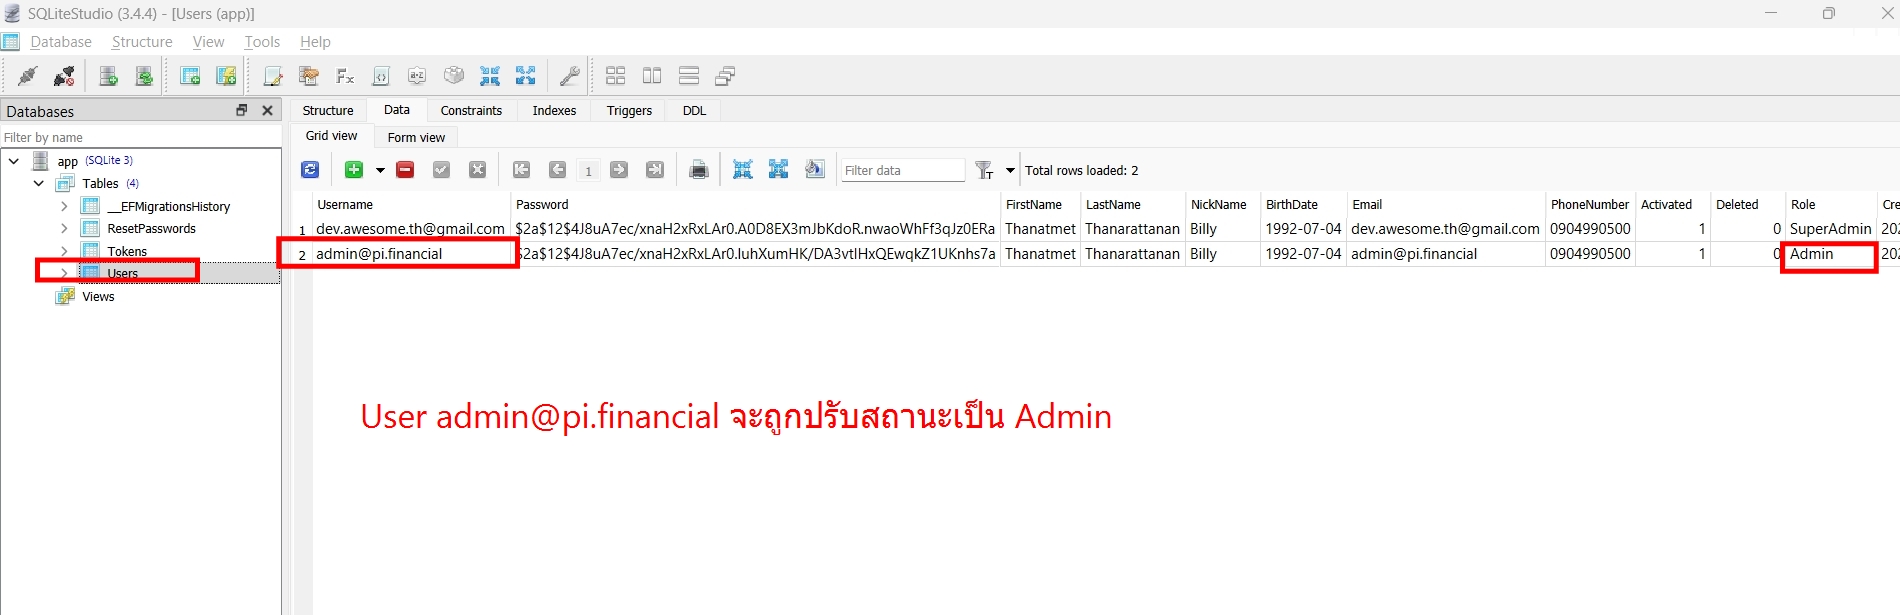 SQLiteStudio (3.4.4) - [Users (app)]
Database Structure View Tools Help
Databases
Filter by name
app (SQLite 3)
Tables (4)
__EFMigrationsHistory
ResetPasswords
Tokens
Users
Views
Structure Data Constraints Indexes Triggers DDL
Grid view Form view
1 Filter data Total rows loaded: 2
Username Password FirstName LastName NickName BirthDate Email PhoneNumber Activated Deleted Role Cre
1 dev.awesome.th@gmail.com $2a$12$4J8uA7ec/xnaH2xRxLAr0.A0D8EX3mJbKdoR.nwaoWhFf3qJz0ERa Thanatmet Thanarattanan Billy 1992-07-04 dev.awesome.th@gmail.com 0904990500 1 0 SuperAdmin 202
2 admin@pi.financial $2a$12$4J8uA7ec/xnaH2xRxLAr0.IuhXumHK/DA3vtlHxQEwqkZ1UKnhs7a Thanatmet Thanarattanan Billy 1992-07-04 admin@pi.financial 0904990500 1 0 Admin 202
User admin@pi.financial จะถูกปรับสถานะเป็น Admin